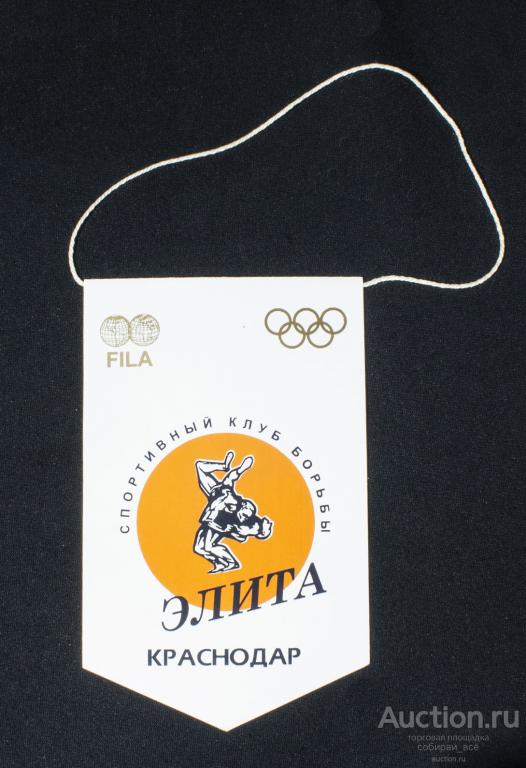 FILA
СПОРТИВНЫЙ КЛУБ БОРЬБЫ
ЭЛИТА
КРАСНОДАР
Auction.ru
торговая площадка
собирай_всё
auction.ru